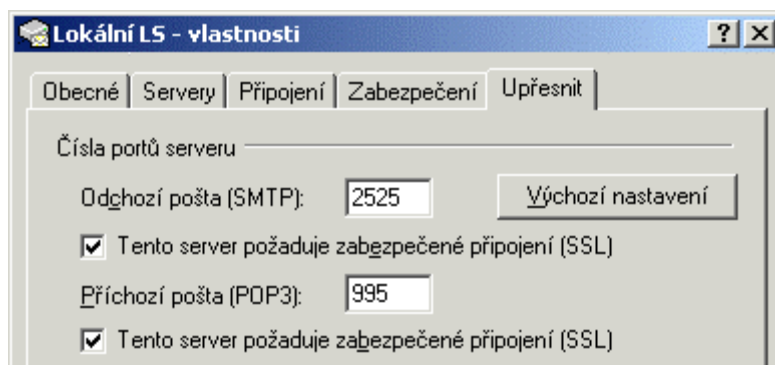 Lokální LS - vlastnosti
Obecné Servery Připojení Zabezpečení Upřesnit
Čísla portů serveru
Odchozí pošta (SMTP): 2525 Výchozí nastavení
Tento server požaduje zabezpečené připojení (SSL)
Příchozí pošta (POP3): 995
Tento server požaduje zabezpečené připojení (SSL)